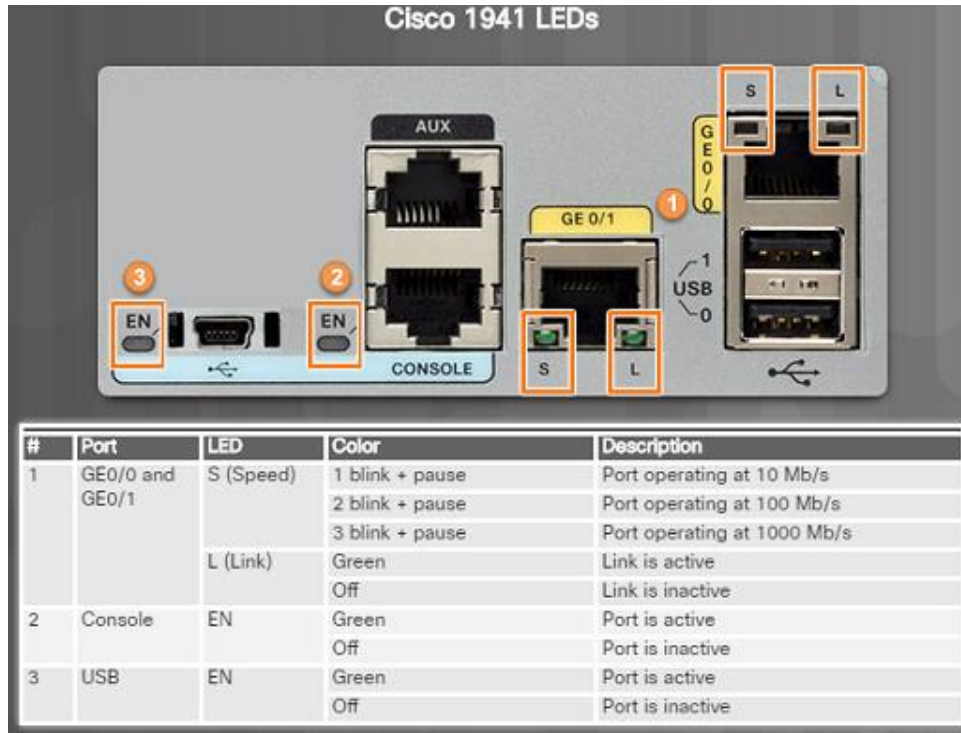 Cisco 1941 LEDs
S L
AUX
GE0/0
1
GE 0/1
3
2
1
USB
0
EN
EN
CONSOLE
S L
# Port LED Color Description
1 GE0/0 and GE0/1 S (Speed) 1 blink + pause Port operating at 10 Mb/s
2 blink + pause Port operating at 100 Mb/s
3 blink + pause Port operating at 1000 Mb/s
L (Link) Green Link is active
Off Link is inactive
2 Console EN Green Port is active
Off Port is inactive
3 USB EN Green Port is active
Off Port is inactive